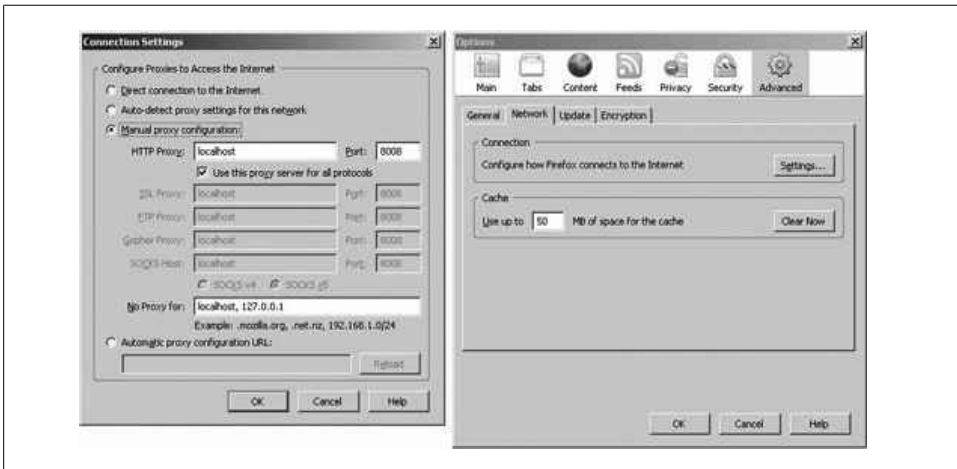 Connection Settings
Configure Proxies to Access the Internet
Direct connection to the Internet
Auto-detect proxy settings for this network
Manual proxy configuration:
HTTP Proxy: localhost Port: 8008
Use this proxy server for all protocols
SSL Proxy: localhost Port: 8008
FTP Proxy: localhost Port: 8008
Gopher Proxy: localhost Port: 8008
SOCKS Host: localhost Port: 8008
SOCKS v4 SOCKS v5
No Proxy for: localhost, 127.0.0.1
Example: .mozilla.org, .net.nz, 192.168.1.0/24
Automatic proxy configuration URL:
Reload
OK Cancel Help
Options
Main Tabs Content Feeds Privacy Security Advanced
General Network Update Encryption
Connection
Configure how Firefox connects to the Internet Settings...
Cache
Use up to 50 MB of space for the cache Clear Now
OK Cancel Help